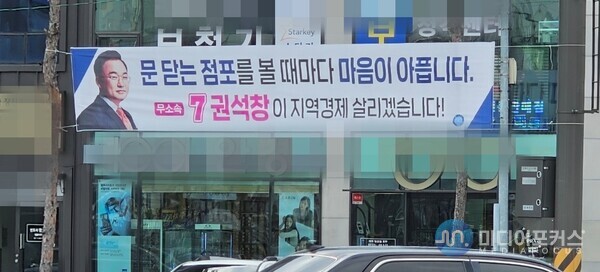 Starkey
문 닫는 점포를 볼 때마다 마음이 아픕니다.
무소속 7 권석창이 지역경제 살리겠습니다!
미디어포커스
MEDIAFOCUS